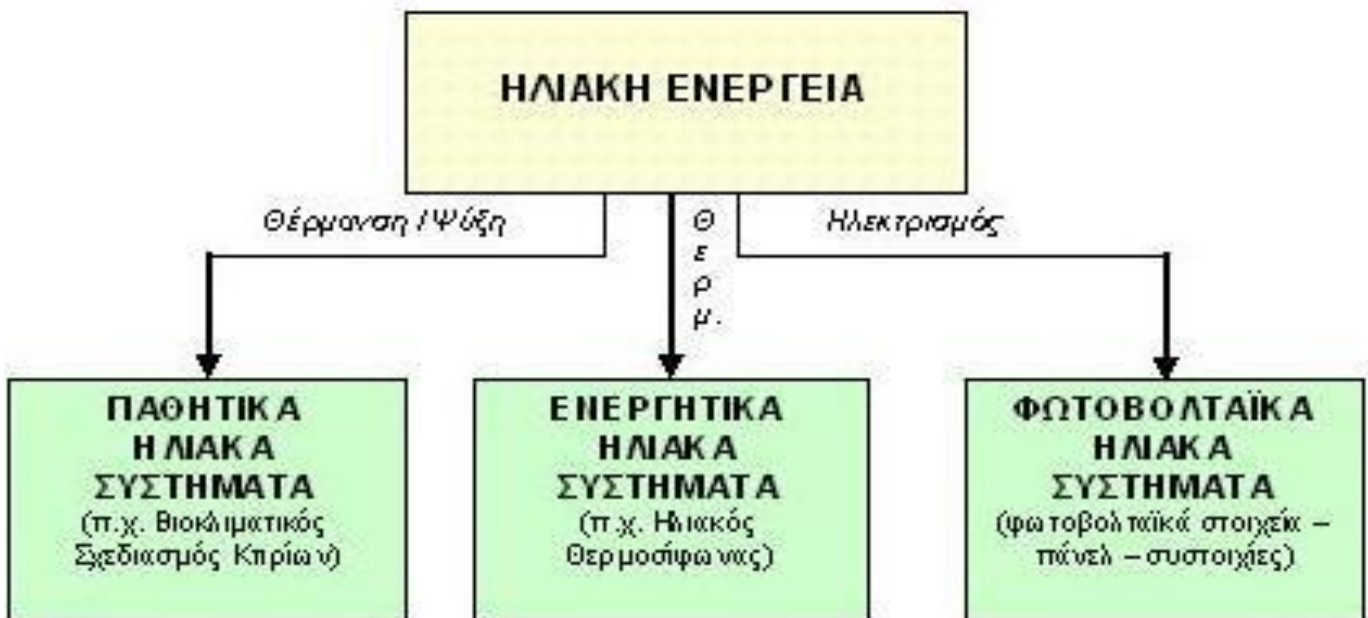 ΗΛΙΑΚΗ ΕΝΕΡΓΕΙΑ
Θέρμανση / Ψύξη
Θερμ.
Ηλεκτρισμός
ΠΑΘΗΤΙΚΑ
ΗΛΙΑΚΑ
ΣΥΣΤΗΜΑΤΑ
(π.χ. Βιοκλιματικός
Σχεδιασμός Κτιρίων)
ΕΝΕΡΓΗΤΙΚΑ
ΗΛΙΑΚΑ
ΣΥΣΤΗΜΑΤΑ
(π.χ. Ηλιακός
Θερμοσίφωνας)
ΦΩΤΟΒΟΛΤΑΪΚΑ
ΗΛΙΑΚΑ
ΣΥΣΤΗΜΑΤΑ
(φωτοβολταϊκά στοιχεία –
πάνελ – συστοιχίες)